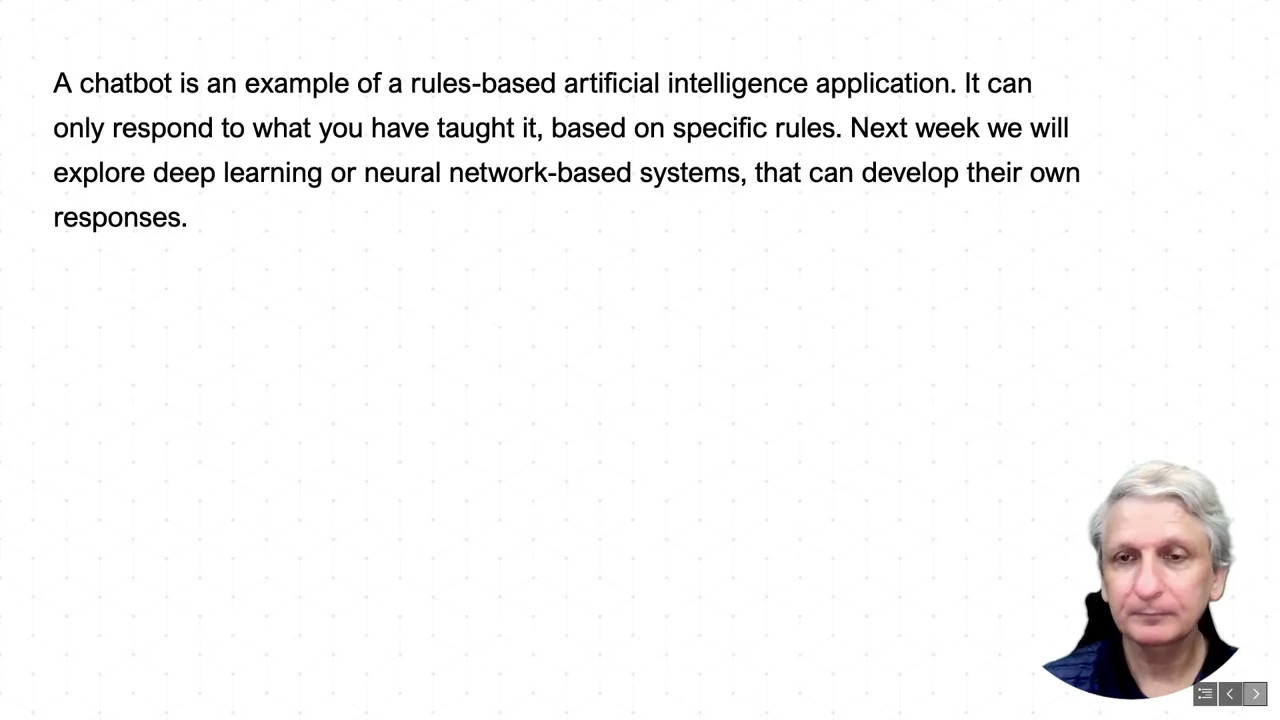 A chatbot is an example of a rules-based artificial intelligence application. It can
only respond to what you have taught it, based on specific rules. Next week we will
explore deep learning or neural network-based systems, that can develop their own
responses.